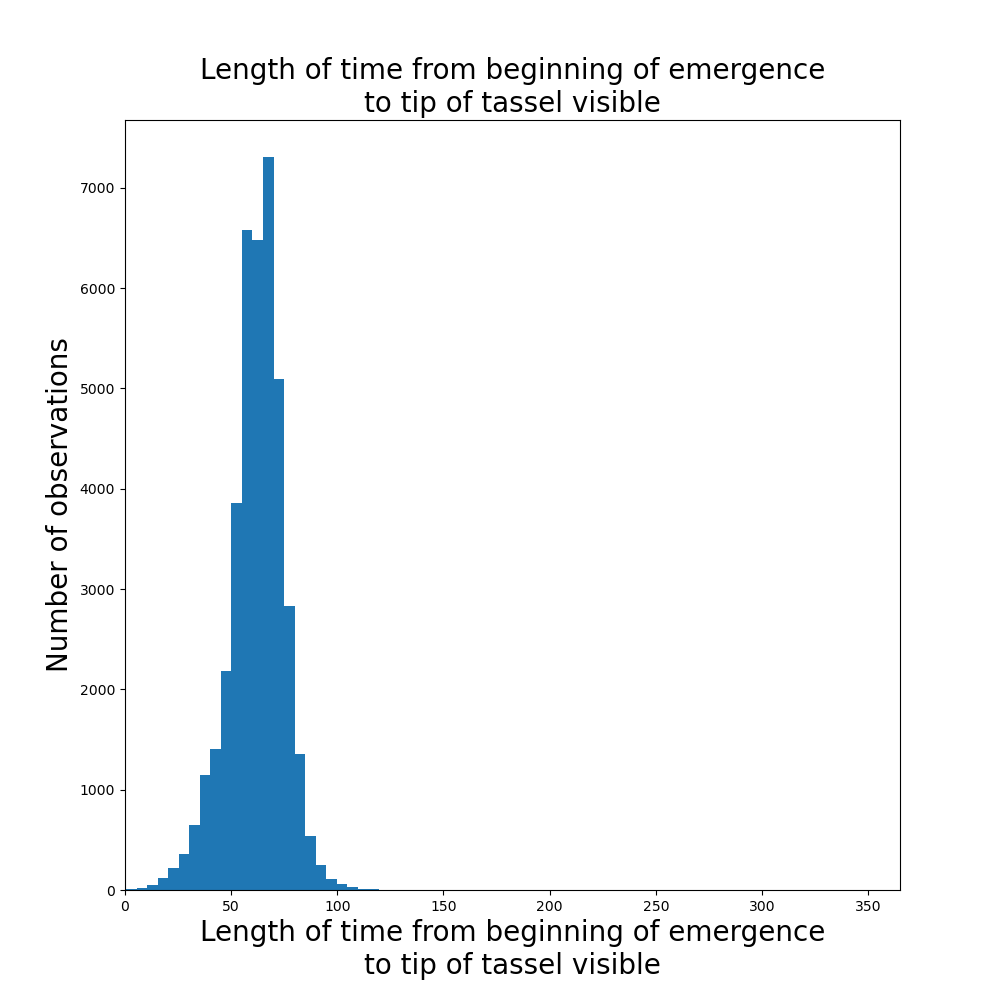 Length of time from beginning of emergence
to tip of tassel visible
Number of observations
7000
6000
5000
4000
3000
2000
1000
0
0 50 100 150 200 250 300 350
Length of time from beginning of emergence
to tip of tassel visible